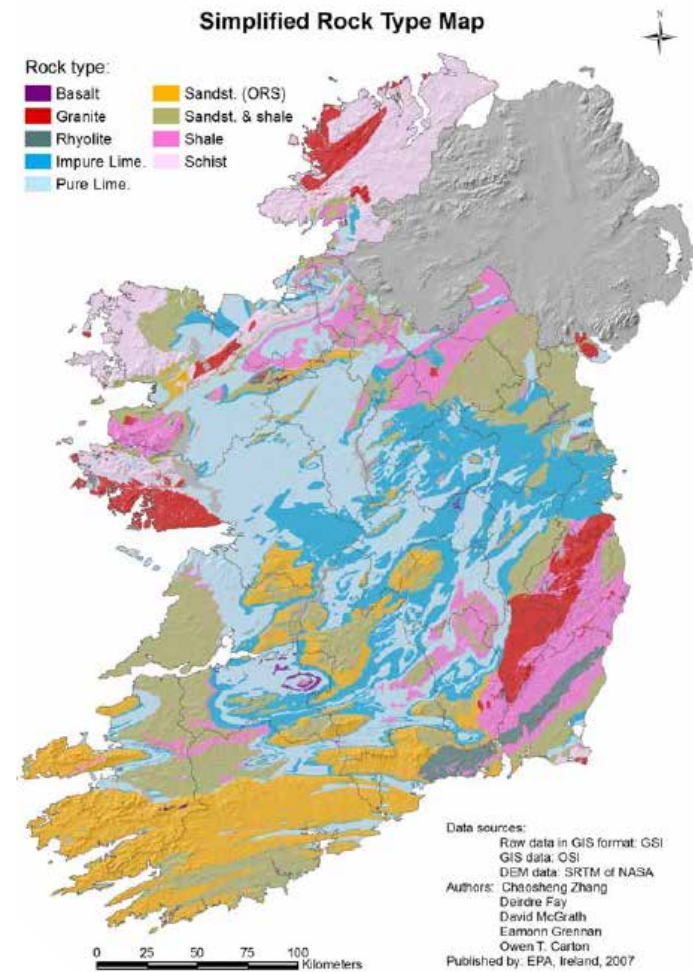 Simplified Rock Type Map
N
Rock type:
Basalt
Granite
Rhyolite
Impure Lime.
Pure Lime.
Sandst. (ORS)
Sandst. & shale
Shale
Schist
Data sources:
Raw data in GIS format: GSI
GIS data: OSI
DEM data: SRTM of NASA
Authors: Chaosheng Zhang
Deirdre Fay
David McGrath
Eamonn Grennan
Owen T. Carton
Published by: EPA, Ireland, 2007
0 25 50 75 100
Kilometers